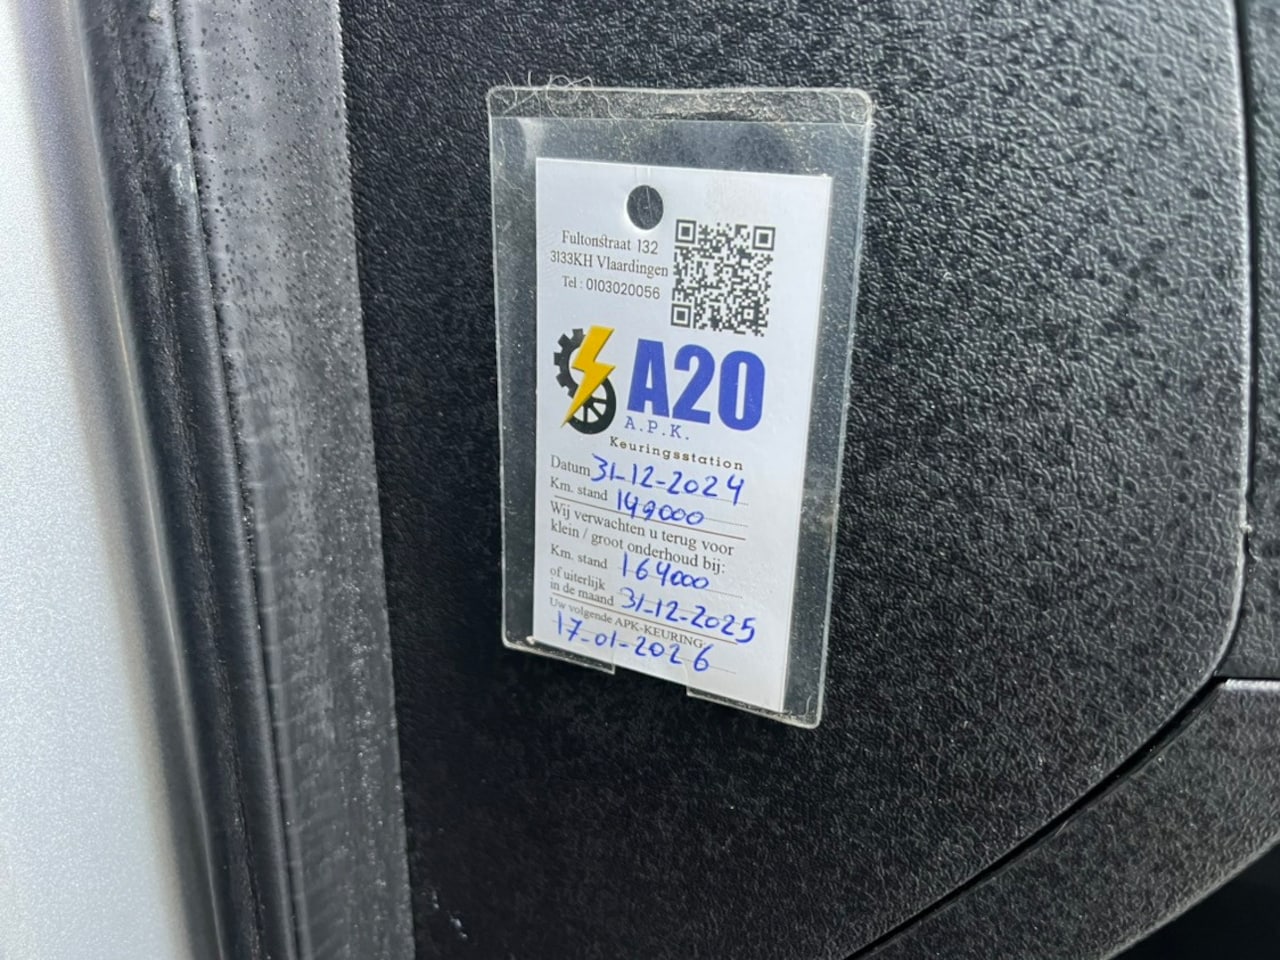 Fultonstraat 132
3133KH Vlaardingen
Tel : 0103020056
A20
A.P.K.
Keuringsstation
Datum 31-12-2024
Km. stand 149000
Wij verwachten u terug voor
klein / groot onderhoud bij:
Km. stand 164000
of uiterlijk
in de maand 31-12-2025
Uw volgende APK-KEURING:
17-01-2026